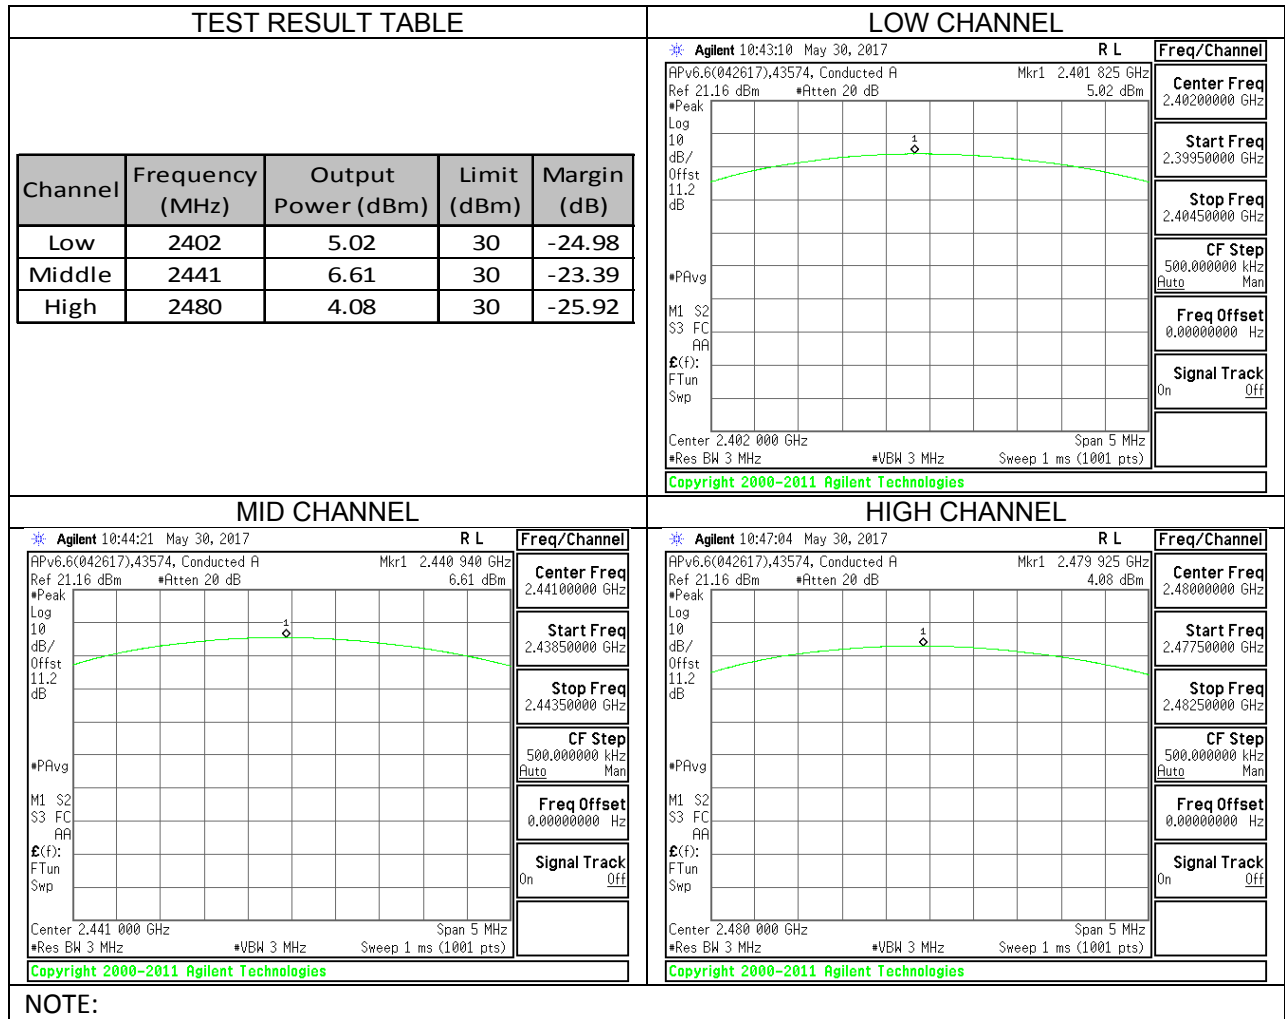 TEST RESULT TABLE
Channel Frequency (MHz) Output Power (dBm) Limit (dBm) Margin (dB)
Low 2402 5.02 30 -24.98
Middle 2441 6.61 30 -23.39
High 2480 4.08 30 -25.92
LOW CHANNEL
Agilent 10:43:10 May 30, 2017 R L
APv6.6(042617),43574, Conducted A Mkr1 2.401 825 GHz
Ref 21.16 dBm #Atten 20 dB 5.02 dBm
#Peak
Log
10
dB/
Offst
11.2
dB
#PAvg
M1 S2
S3 FC
AA
£(f):
FTun
Swp
1
Center 2.402 000 GHz Span 5 MHz
#Res BW 3 MHz #VBW 3 MHz Sweep 1 ms (1001 pts)
Copyright 2000-2011 Agilent Technologies
Freq/Channel
Center Freq
2.40200000 GHz
Start Freq
2.39950000 GHz
Stop Freq
2.40450000 GHz
CF Step
500.000000 kHz
Auto Man
Freq Offset
0.00000000 Hz
Signal Track
On Off
MID CHANNEL
Agilent 10:44:21 May 30, 2017 R L
APv6.6(042617),43574, Conducted A Mkr1 2.440 940 GHz
Ref 21.16 dBm #Atten 20 dB 6.61 dBm
#Peak
Log
10
dB/
Offst
11.2
dB
#PAvg
M1 S2
S3 FC
AA
£(f):
FTun
Swp
1
Center 2.441 000 GHz Span 5 MHz
#Res BW 3 MHz #VBW 3 MHz Sweep 1 ms (1001 pts)
Copyright 2000-2011 Agilent Technologies
Freq/Channel
Center Freq
2.44100000 GHz
Start Freq
2.43850000 GHz
Stop Freq
2.44350000 GHz
CF Step
500.000000 kHz
Auto Man
Freq Offset
0.00000000 Hz
Signal Track
On Off
HIGH CHANNEL
Agilent 10:47:04 May 30, 2017 R L
APv6.6(042617),43574, Conducted A Mkr1 2.479 925 GHz
Ref 21.16 dBm #Atten 20 dB 4.08 dBm
#Peak
Log
10
dB/
Offst
11.2
dB
#PAvg
M1 S2
S3 FC
AA
£(f):
FTun
Swp
1
Center 2.480 000 GHz Span 5 MHz
#Res BW 3 MHz #VBW 3 MHz Sweep 1 ms (1001 pts)
Copyright 2000-2011 Agilent Technologies
Freq/Channel
Center Freq
2.48000000 GHz
Start Freq
2.47750000 GHz
Stop Freq
2.48250000 GHz
CF Step
500.000000 kHz
Auto Man
Freq Offset
0.00000000 Hz
Signal Track
On Off
NOTE: